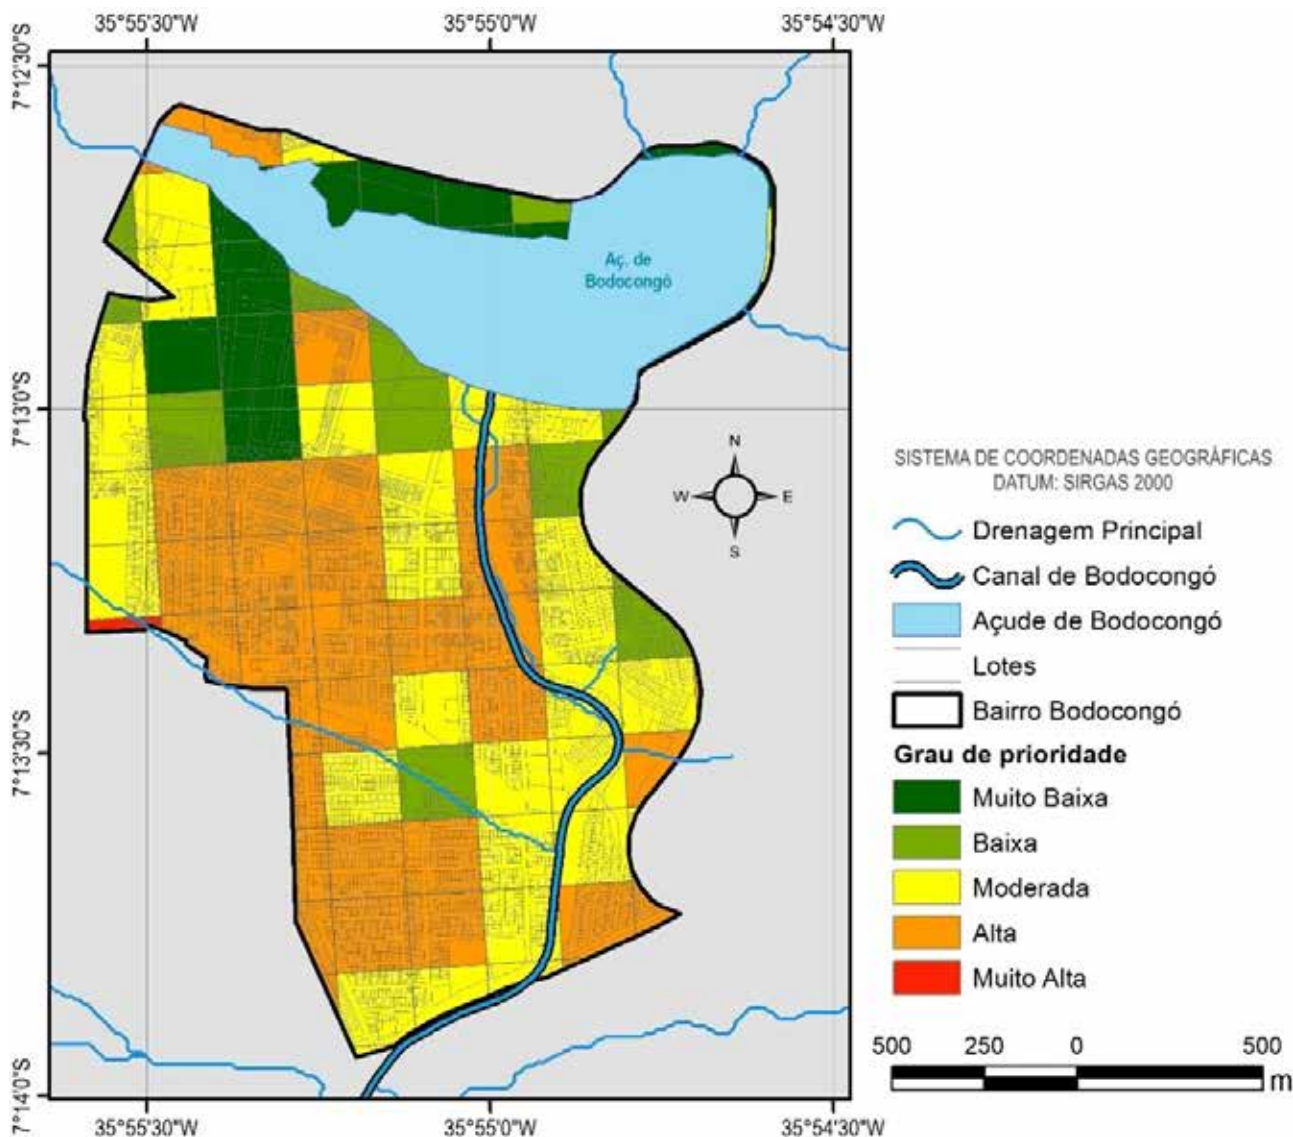 35°55'30"W 35°55'0"W 35°54'30"W
7°12'30"S
7°13'0"S
7°13'30"S
7°14'0"S
Aç. de
Bodocongó
N
W E
S
SISTEMA DE COORDENADAS GEOGRÁFICAS
DATUM: SIRGAS 2000
Drenagem Principal
Canal de Bodocongó
Açude de Bodocongó
Lotes
Bairro Bodocongó
Grau de prioridade
Muito Baixa
Baixa
Moderada
Alta
Muito Alta
500 250 0 500
m
35°55'30"W 35°55'0"W 35°54'30"W